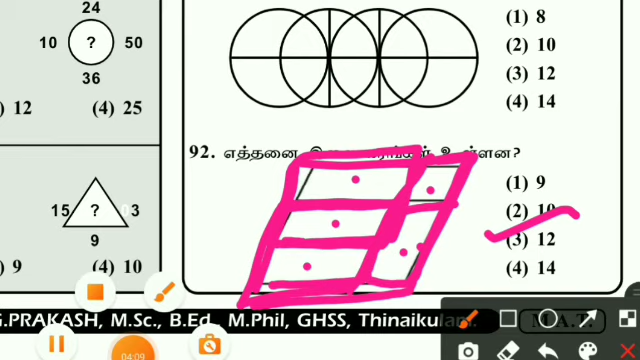 24
10 ? 50
36
) 12 (4) 25
15 ? 3
9
) 9 (4) 10
(1) 8
(2) 10
(3) 12
(4) 14
92. எத்தனை உள்ளன?
(1) 9
(2) 10
(3) 12
(4) 14
G.PRAKASH, M.Sc., B.Ed., M.Phil, GHSS, Thinaikulam.
M.A.T.
04:09